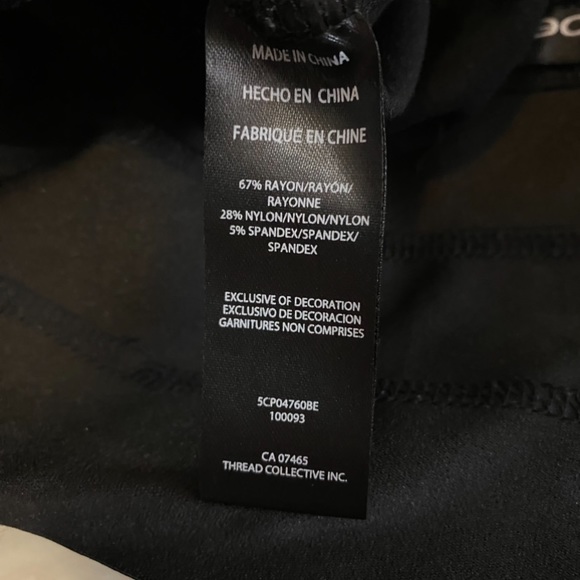 MADE IN CHINA
HECHO EN CHINA
FABRIQUÉ EN CHINE
67% RAYON/RAYÓN/
RAYONNE
28% NYLON/NYLON/NYLON
5% SPANDEX/SPANDEX/
SPANDEX
EXCLUSIVE OF DECORATION
EXCLUSIVO DE DECORACION
GARNITURES NON COMPRISES
5CP04760BE
100093
CA 07465
THREAD COLLECTIVE INC.